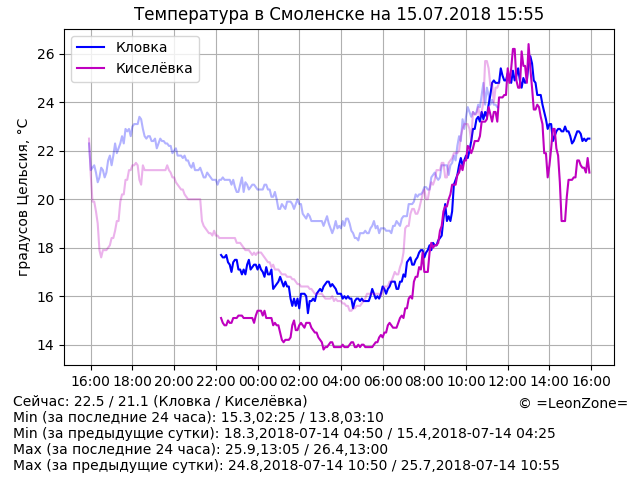 Температура в Смоленске на 15.07.2018 15:55
Кловка
Киселёвка
градусов Цельсия, °C
26
24
22
20
18
16
14
16:00 18:00 20:00 22:00 00:00 02:00 04:00 06:00 08:00 10:00 12:00 14:00 16:00
Сейчас: 22.5 / 21.1 (Кловка / Киселёвка)
© =LeonZone=
Min (за последние 24 часа): 15.3,02:25 / 13.8,03:10
Min (за предыдущие сутки): 18.3,2018-07-14 04:50 / 15.4,2018-07-14 04:25
Max (за последние 24 часа): 25.9,13:05 / 26.4,13:00
Max (за предыдущие сутки): 24.8,2018-07-14 10:50 / 25.7,2018-07-14 10:55